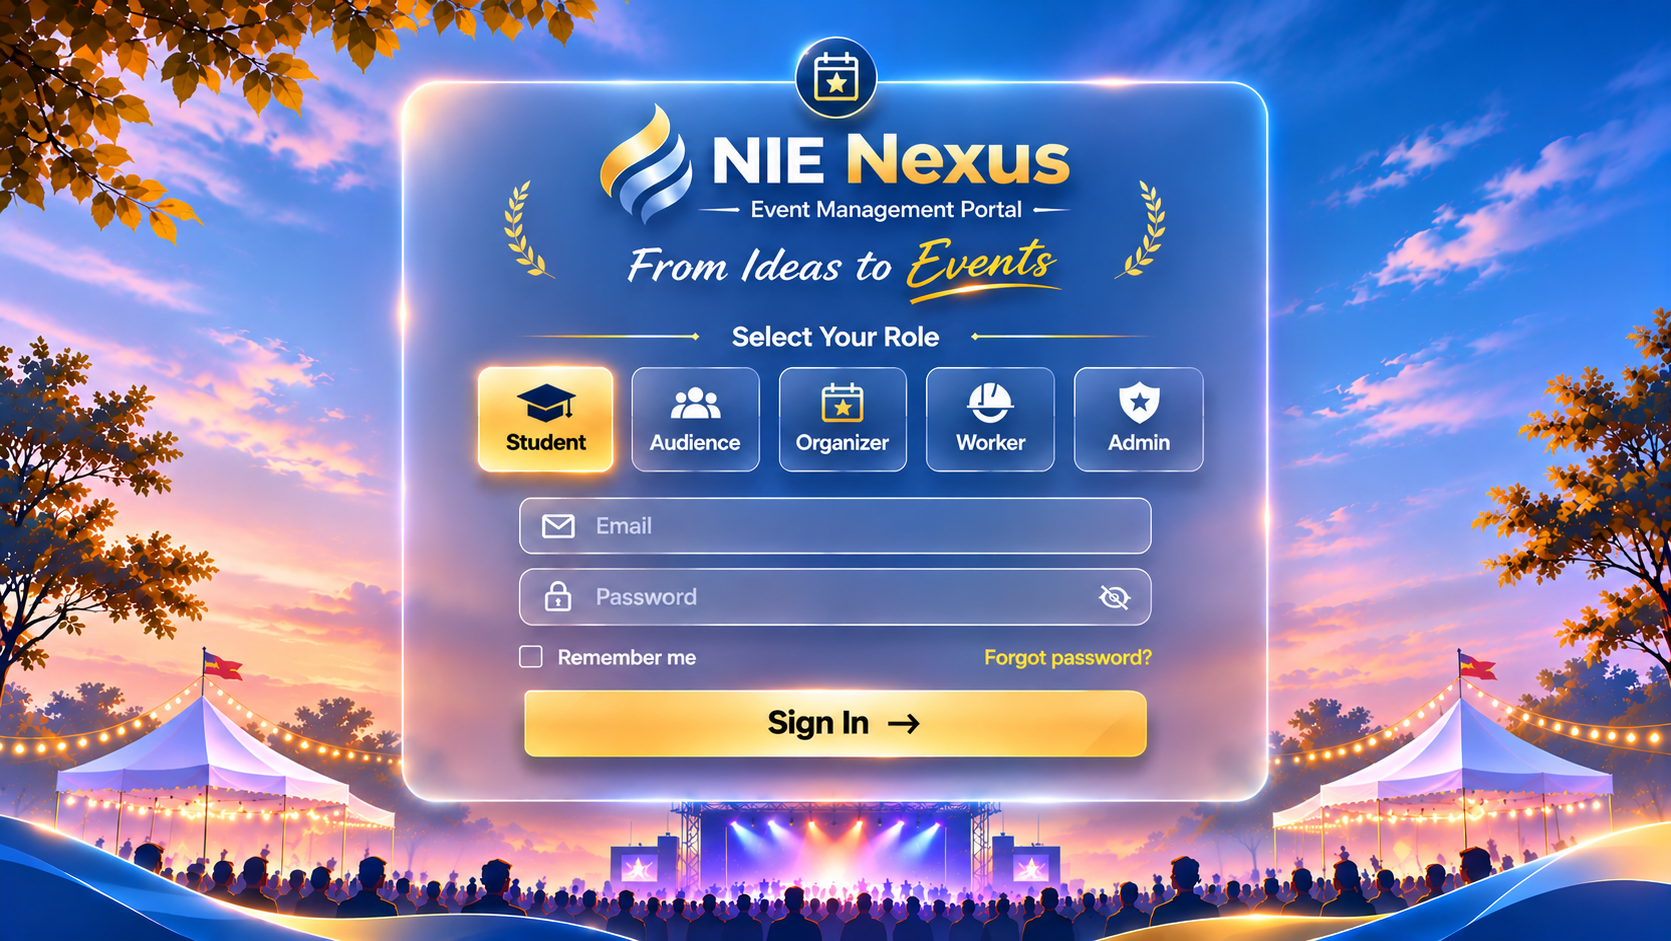 NIE Nexus
Event Management Portal
From Ideas to Events
Select Your Role
Student Audience Organizer Worker Admin
Email
Password
Remember me Forgot password?
Sign In →